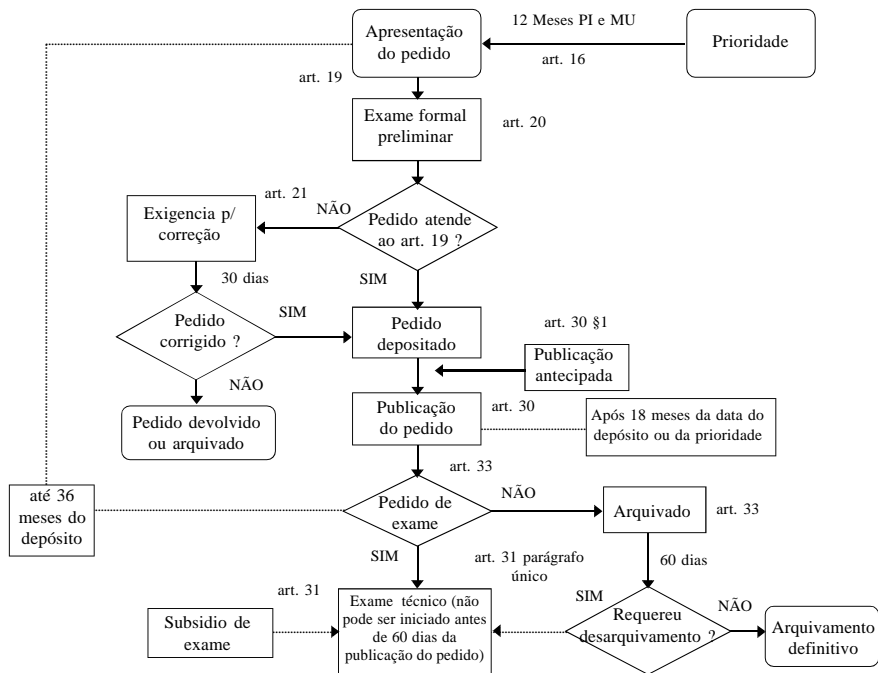 12 Meses PI e MU
Apresentação
do pedido
Prioridade
art. 16
art. 19
Exame formal
preliminar
art. 20
art. 21
NÃO
Exigencia p/
correção
Pedido atende
ao art. 19 ?
30 dias
SIM
Pedido
corrigido ?
SIM
Pedido
depositado
art. 30 §1
Publicação
antecipada
NÃO
Pedido devolvido
ou arquivado
Publicação
do pedido
art. 30
Após 18 meses da data do
depósito ou da prioridade
art. 33
até 36
meses do
depósito
Pedido de
exame
NÃO
Arquivado
art. 33
SIM
art. 31 parágrafo
único
60 dias
art. 31
Subsidio de
exame
Exame técnico (não
pode ser iniciado antes
de 60 dias da
publicação do pedido)
SIM
Requereu
desarquivamento ?
NÃO
Arquivamento
definitivo